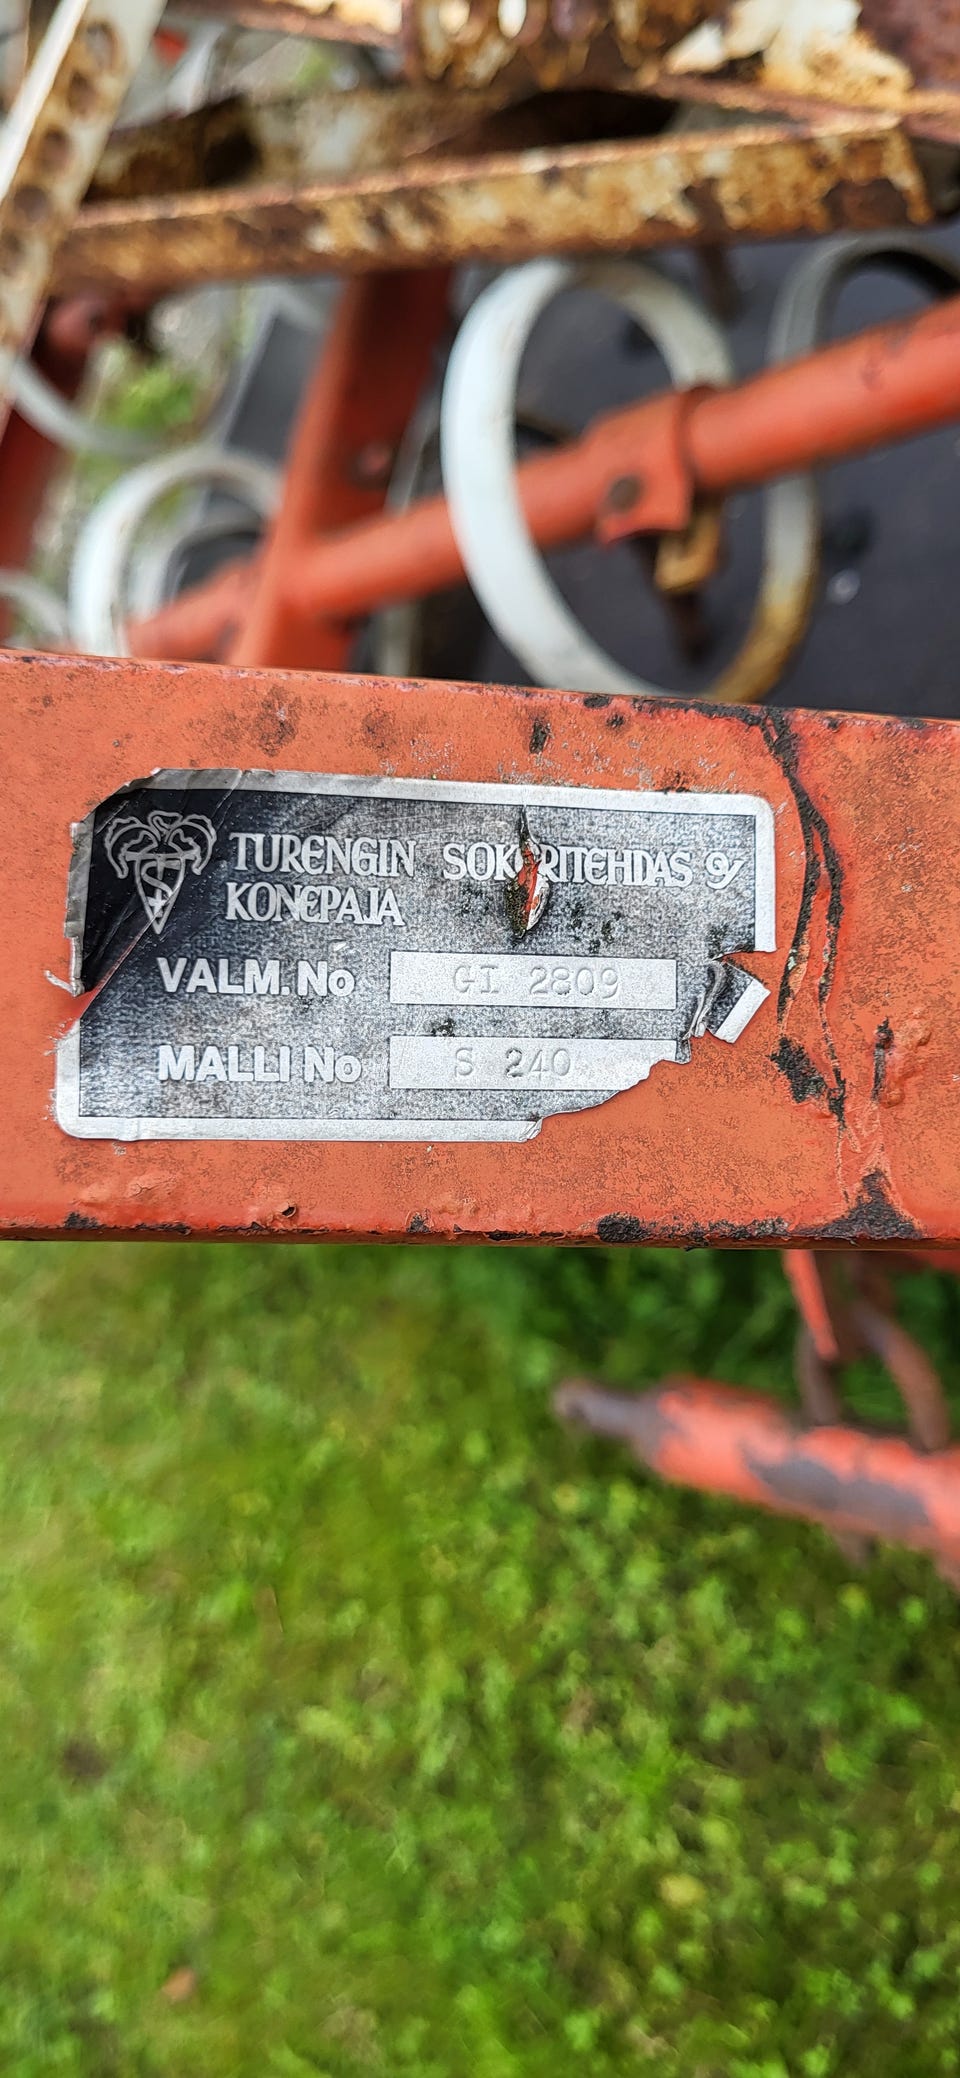 TURENGIN SOKERITEHDAS OY
KONEPAJA
VALM. No GI 2809
MALLI No S 240